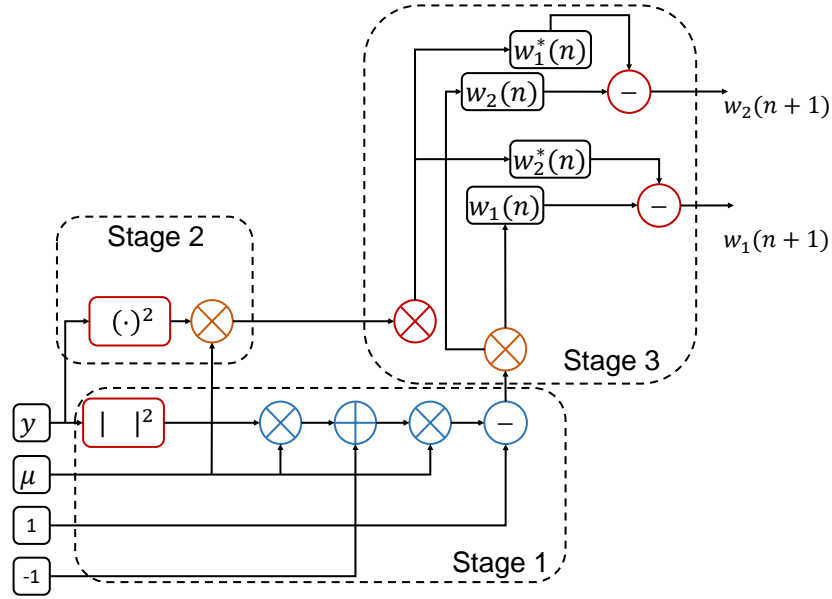 w₁*(n)
w₂(n)
−
w₂(n + 1)
w₂*(n)
w₁(n)
−
w₁(n + 1)
Stage 2
(·)²
Stage 3
y
| |²
−
μ
1
-1
Stage 1